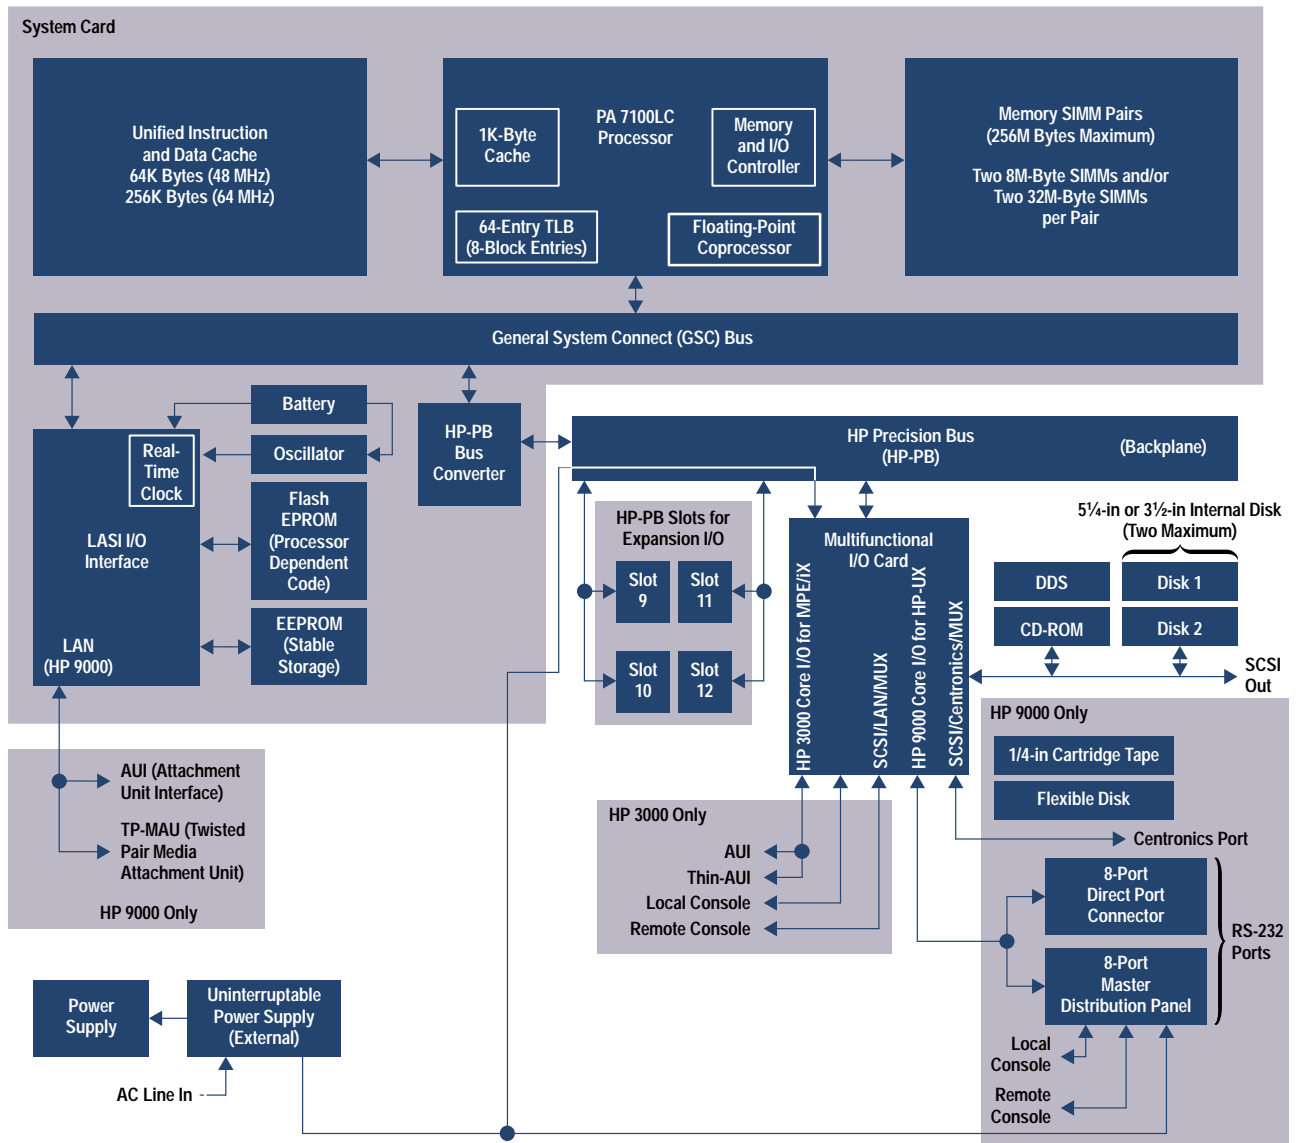 System Card
Unified Instruction
and Data Cache
64K Bytes (48 MHz)
256K Bytes (64 MHz)
PA 7100LC
Processor
1K-Byte
Cache
Memory
and I/O
Controller
64-Entry TLB
(8-Block Entries)
Floating-Point
Coprocessor
Memory SIMM Pairs
(256M Bytes Maximum)
Two 8M-Byte SIMMs and/or
Two 32M-Byte SIMMs
per Pair
General System Connect (GSC) Bus
Battery
Oscillator
Real-
Time
Clock
Flash
EPROM
(Processor
Dependent
Code)
LASI I/O
Interface
EEPROM
(Stable
Storage)
LAN
(HP 9000)
HP-PB
Bus
Converter
HP Precision Bus
(HP-PB)
(Backplane)
HP-PB Slots for
Expansion I/O
Slot
9
Slot
11
Slot
10
Slot
12
Multifunctional
I/O Card
HP 3000 Core I/O for MPE/iX
SCSI/LAN/MUX
HP 9000 Core I/O for HP-UX
SCSI/Centronics/MUX
5¼-in or 3½-in Internal Disk
(Two Maximum)
DDS
Disk 1
CD-ROM
Disk 2
SCSI
Out
HP 9000 Only
1/4-in Cartridge Tape
Flexible Disk
Centronics Port
8-Port
Direct Port
Connector
8-Port
Master
Distribution Panel
RS-232
Ports
Local
Console
Remote
Console
AUI (Attachment
Unit Interface)
TP-MAU (Twisted
Pair Media
Attachment Unit)
HP 9000 Only
HP 3000 Only
AUI
Thin-AUI
Local Console
Remote Console
Power
Supply
Uninterruptable
Power Supply
(External)
AC Line In